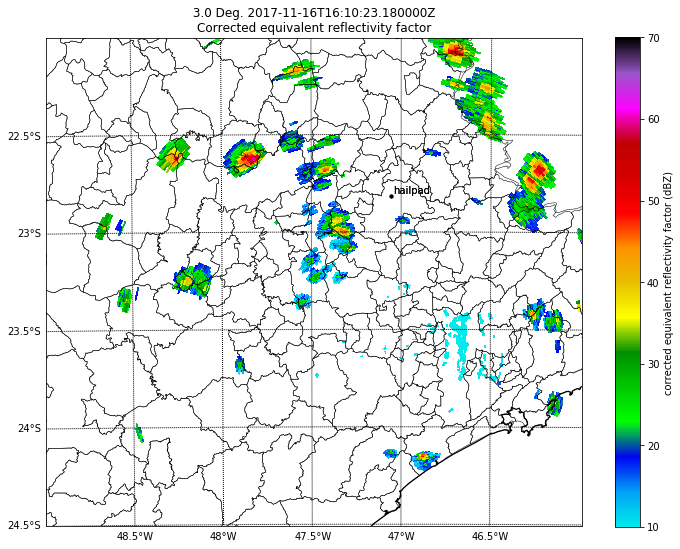 3.0 Deg. 2017-11-16T16:10:23.180000Z
Corrected equivalent reflectivity factor
70
60
50
40
30
20
10
corrected equivalent reflectivity factor (dBZ)
22.5°S
23°S
23.5°S
24°S
24.5°S
hailpad
48.5°W
48°W
47.5°W
47°W
46.5°W